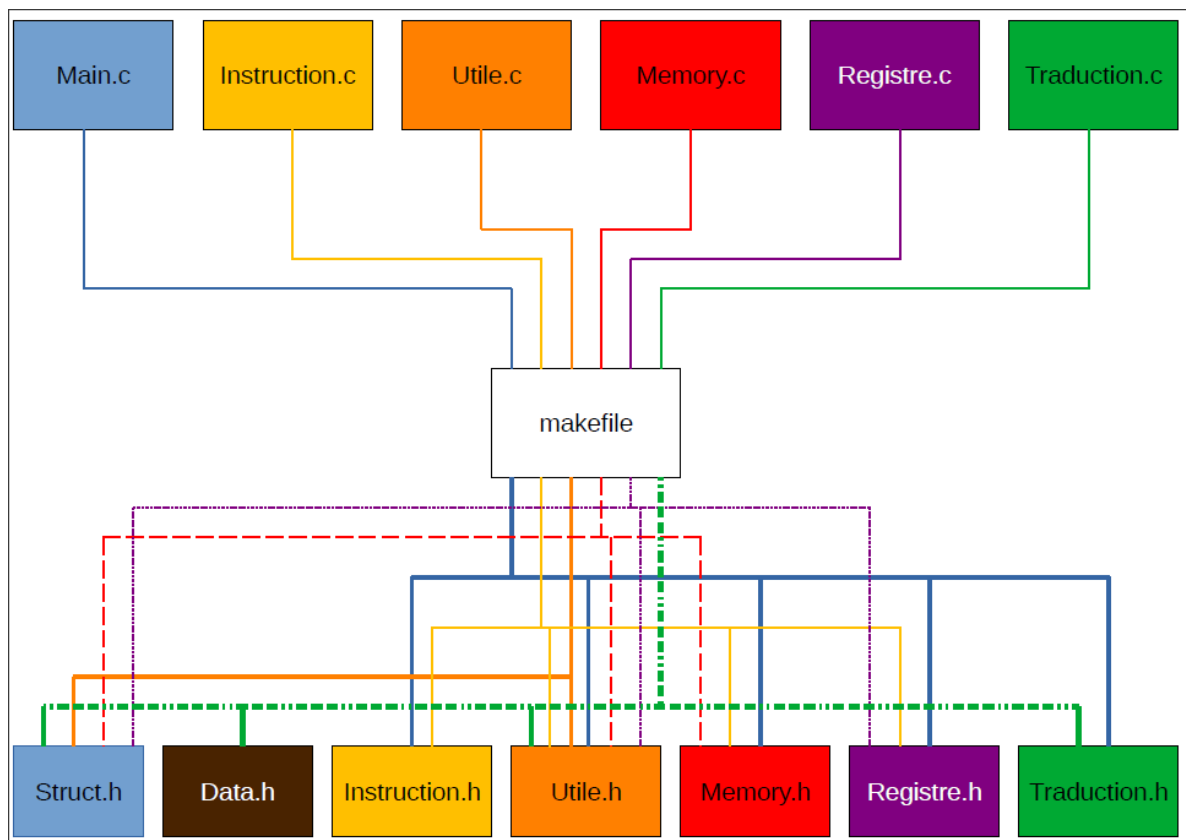 Main.c
Instruction.c
Utile.c
Memory.c
Registre.c
Traduction.c
makefile
Struct.h
Data.h
Instruction.h
Utile.h
Memory.h
Registre.h
Traduction.h